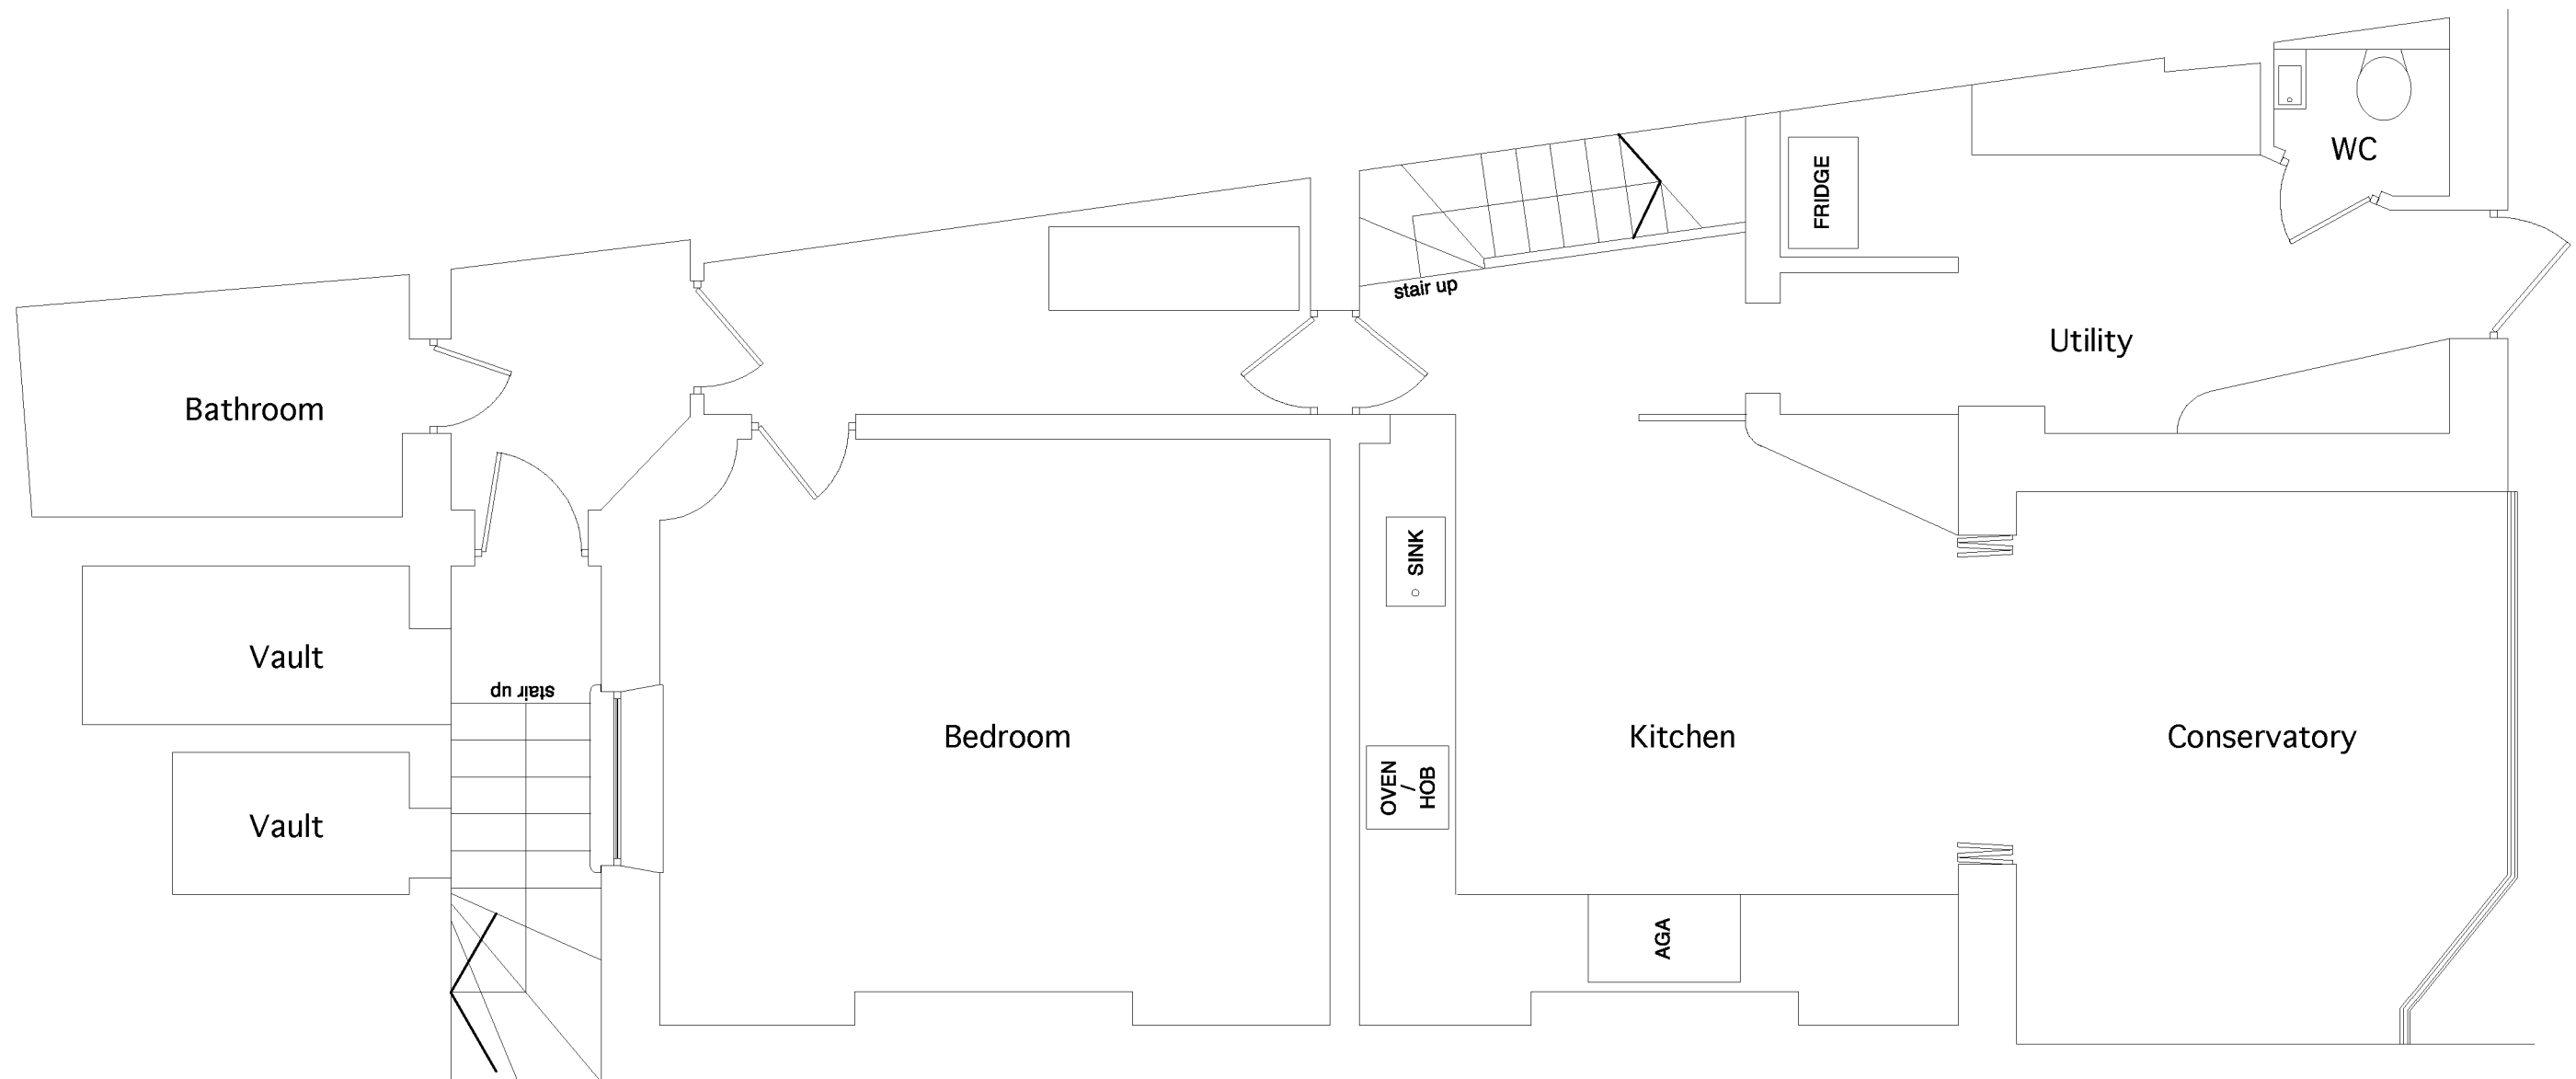 WC
FRIDGE
stair up
Utility
Bathroom
SINK
Vault
stair up
Bedroom
Kitchen
Conservatory
OVEN
/
HOB
Vault
AGA